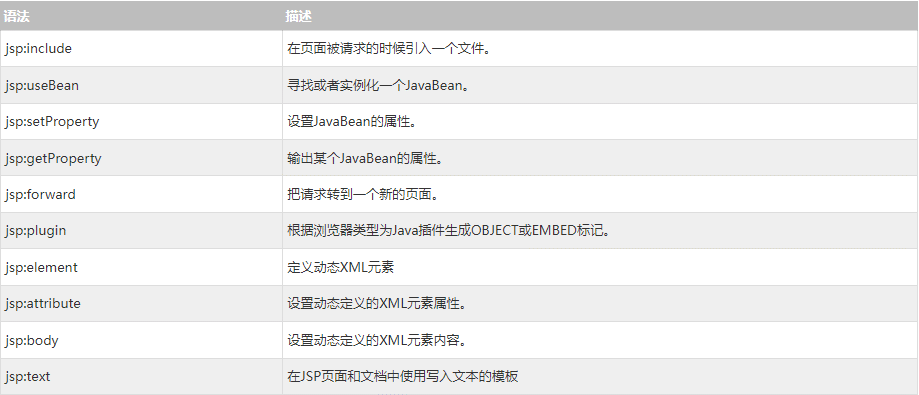 语法 描述
jsp:include 在页面被请求的时候引入一个文件。
jsp:useBean 寻找或者实例化一个JavaBean。
jsp:setProperty 设置JavaBean的属性。
jsp:getProperty 输出某个JavaBean的属性。
jsp:forward 把请求转到一个新的页面。
jsp:plugin 根据浏览器类型为Java插件生成OBJECT或EMBED标记。
jsp:element 定义动态XML元素
jsp:attribute 设置动态定义的XML元素属性。
jsp:body 设置动态定义的XML元素内容。
jsp:text 在JSP页面和文档中使用写入文本的模板